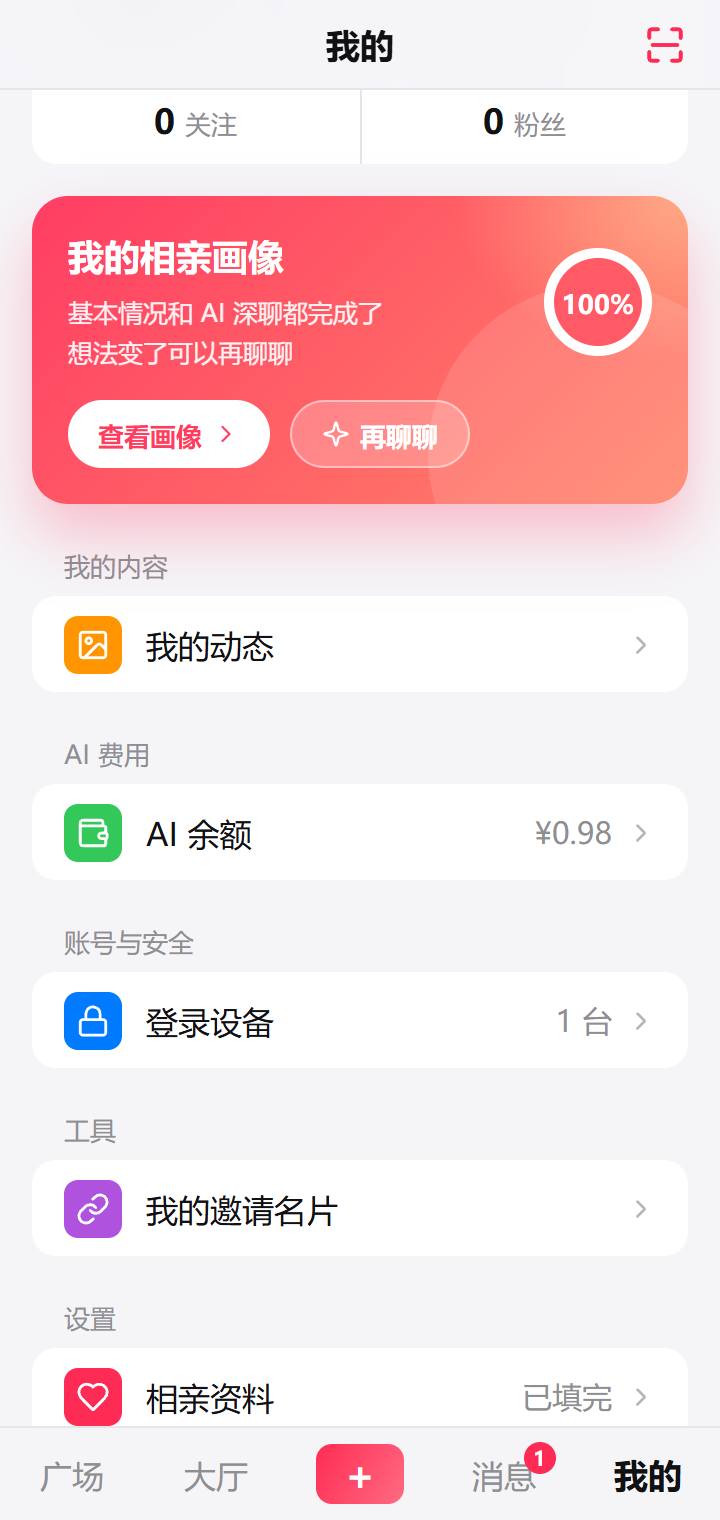 我的
0 关注
0 粉丝
我的相亲画像
基本情况和 AI 深聊都完成了
想法变了可以再聊聊
100%
查看画像
再聊聊
我的内容
我的动态
AI 费用
AI 余额
¥0.98
账号与安全
登录设备
1 台
工具
我的邀请名片
设置
相亲资料
已填完
广场
大厅
+
消息
1
我的